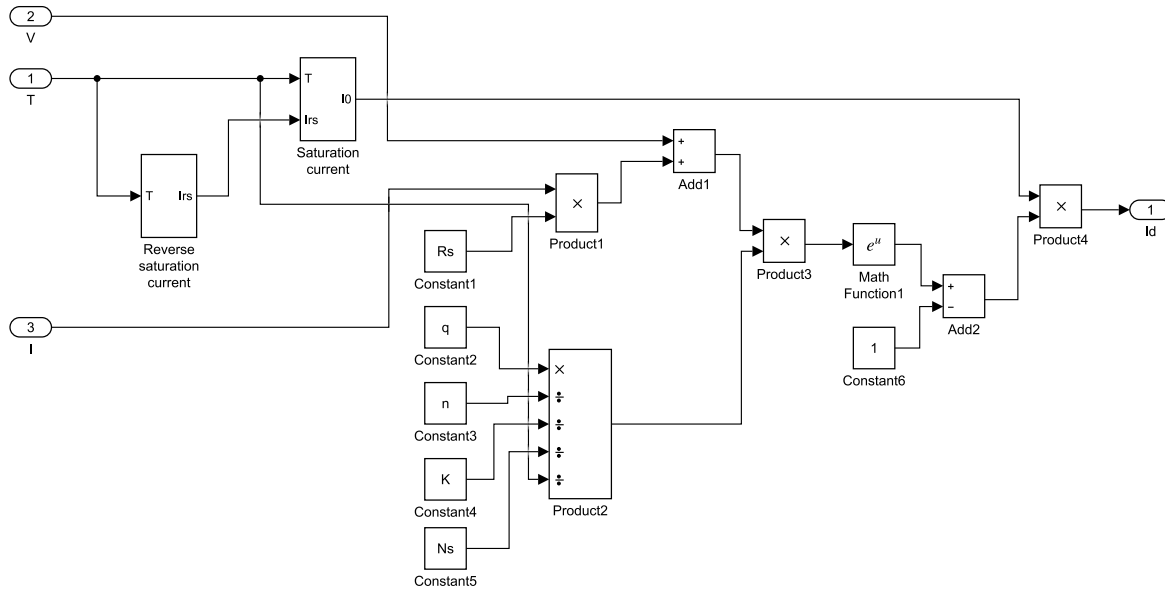 2
V
1
T
T
I0
Irs
Saturation
current
T
Irs
Reverse
saturation
current
3
I
Rs
Constant1
×
Product1
+
+
Add1
q
Constant2
n
Constant3
K
Constant4
Ns
Constant5
×
÷
÷
÷
÷
Product2
×
Product3
e^u
Math
Function1
1
Constant6
+
−
Add2
×
Product4
1
Id